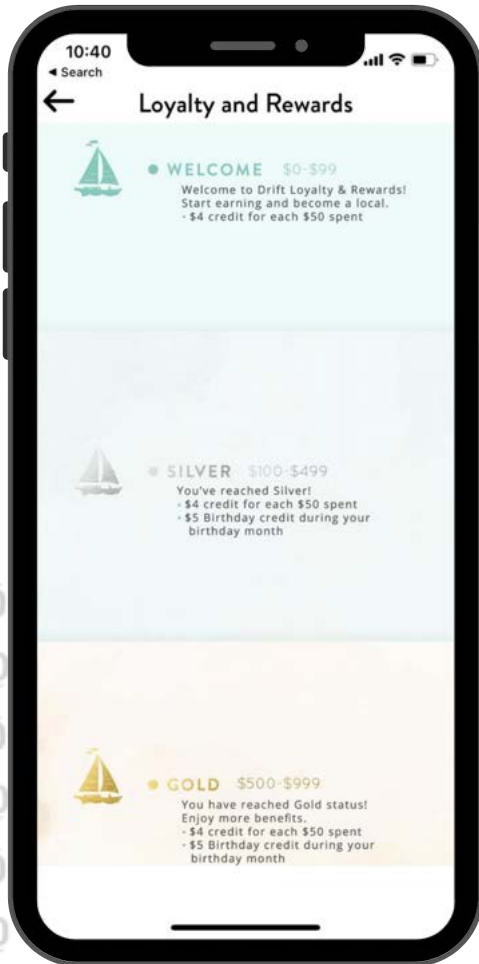 10:40
◂ Search
← Loyalty and Rewards
• WELCOME $0-$99
Welcome to Drift Loyalty & Rewards!
Start earning and become a local.
- $4 credit for each $50 spent
• SILVER $100-$499
You've reached Silver!
- $4 credit for each $50 spent
- $5 Birthday credit during your
birthday month
• GOLD $500-$999
You have reached Gold status!
Enjoy more benefits.
- $4 credit for each $50 spent
- $5 Birthday credit during your
birthday month